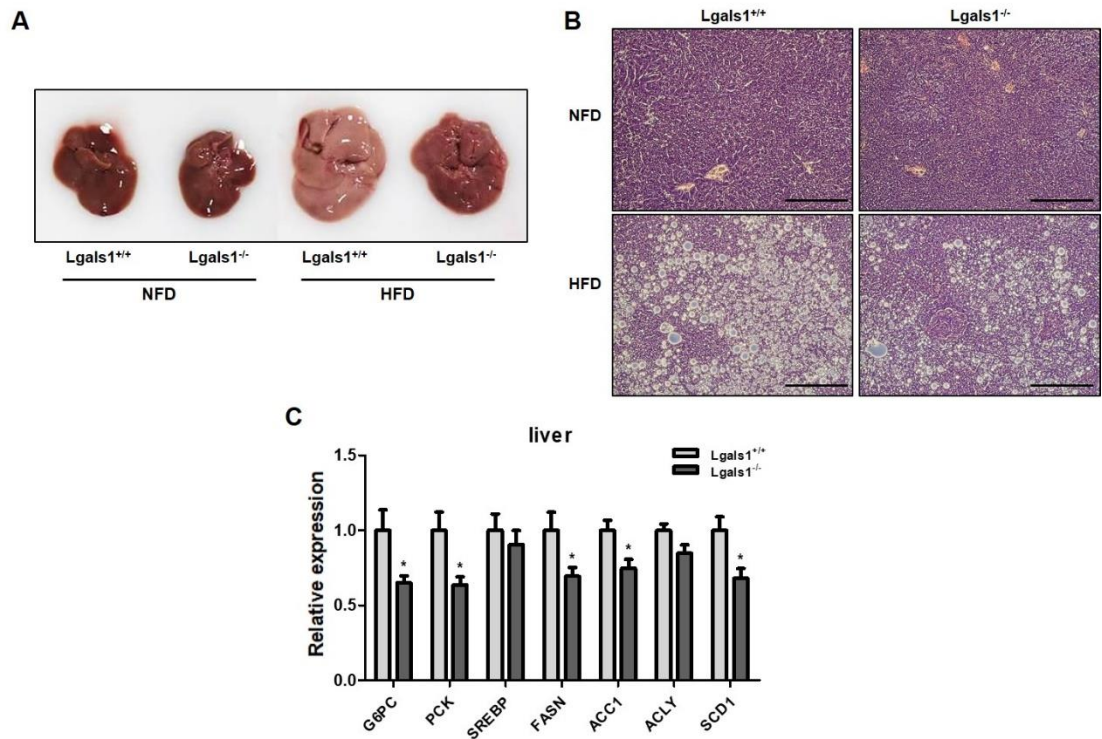 A
Lgals1+/+ Lgals1-/- Lgals1+/+ Lgals1-/-
NFD HFD
B
Lgals1+/+ Lgals1-/-
NFD
HFD
C
liver
Lgals1+/+
Lgals1-/-
Relative expression
1.5
1.0
0.5
0.0
* * * * *
G6PC PCK SREBP FASN ACC1 ACLY SCD1